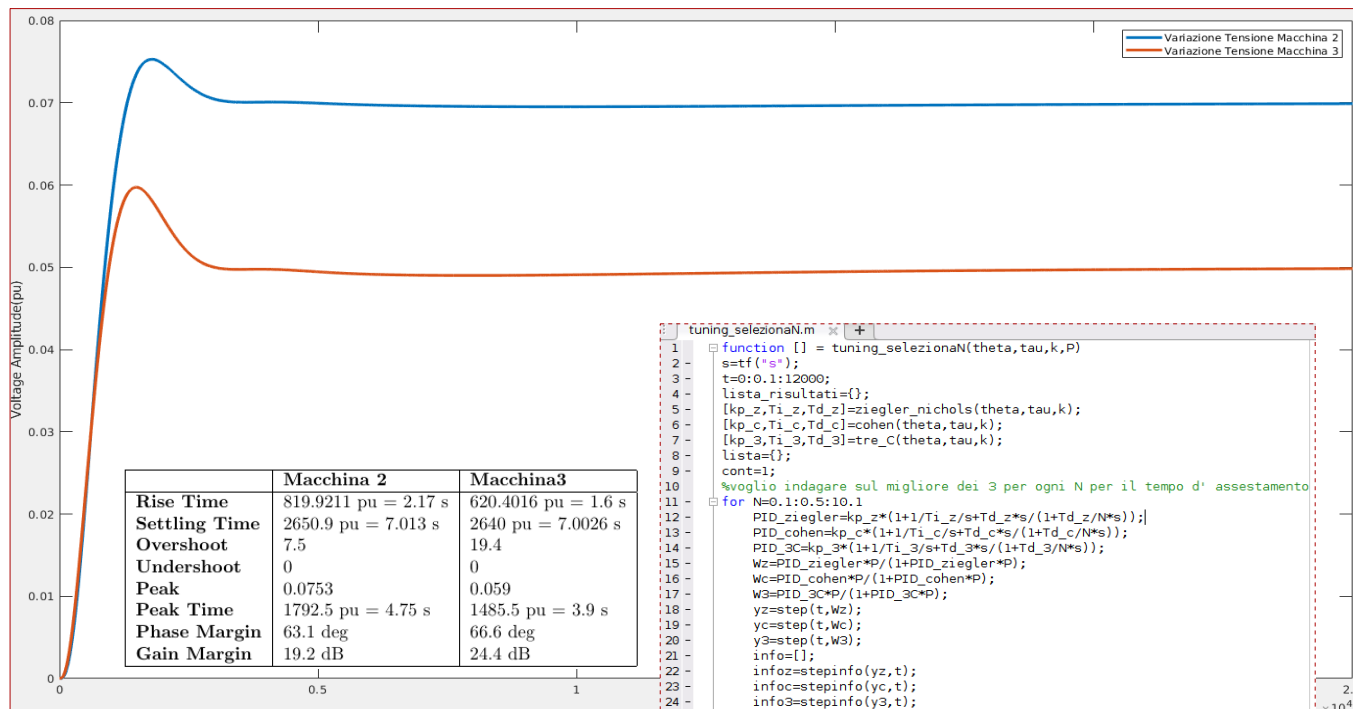 0.08
0.07
0.06
0.05
0.04
0.03
0.02
0.01
0
Voltage Amplitude(pu)
Variazione Tensione Macchina 2
Variazione Tensione Macchina 3
0
0.5
1
2.
×10^4
Macchina 2 Macchina3
Rise Time 819.9211 pu = 2.17 s 620.4016 pu = 1.6 s
Settling Time 2650.9 pu = 7.013 s 2640 pu = 7.0026 s
Overshoot 7.5 19.4
Undershoot 0 0
Peak 0.0753 0.059
Peak Time 1792.5 pu = 4.75 s 1485.5 pu = 3.9 s
Phase Margin 63.1 deg 66.6 deg
Gain Margin 19.2 dB 24.4 dB
tuning_selezionaN.m × +
1 function [] = tuning_selezionaN(theta,tau,k,P)
2 - s=tf("s");
3 - t=0:0.1:12000;
4 - lista_risultati={};
5 - [kp_z,Ti_z,Td_z]=ziegler_nichols(theta,tau,k);
6 - [kp_c,Ti_c,Td_c]=cohen(theta,tau,k);
7 - [kp_3,Ti_3,Td_3]=tre_C(theta,tau,k);
8 - lista={};
9 - cont=1;
10 %voglio indagare sul migliore dei 3 per ogni N per il tempo d' assestamento
11 - for N=0.1:0.5:10.1
12 - PID_ziegler=kp_z*(1+1/Ti_z/s+Td_z*s/(1+Td_z/N*s));
13 - PID_cohen=kp_c*(1+1/Ti_c/s+Td_c*s/(1+Td_c/N*s));
14 - PID_3C=kp_3*(1+1/Ti_3/s+Td_3*s/(1+Td_3/N*s));
15 - Wz=PID_ziegler*P/(1+PID_ziegler*P);
16 - Wc=PID_cohen*P/(1+PID_cohen*P);
17 - W3=PID_3C*P/(1+PID_3C*P);
18 - yz=step(t,Wz);
19 - yc=step(t,Wc);
20 - y3=step(t,W3);
21 - info=[];
22 - infoz=stepinfo(yz,t);
23 - infoc=stepinfo(yc,t);
24 - info3=stepinfo(y3,t);